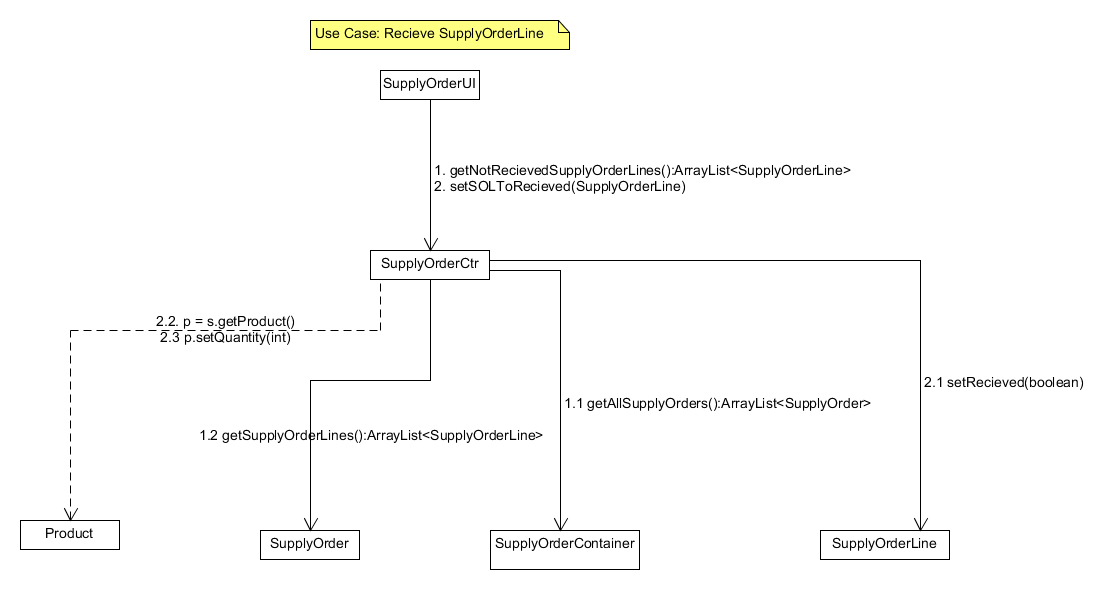 Use Case: Recieve SupplyOrderLine
SupplyOrderUI
1. getNotRecievedSupplyOrderLines():ArrayList<SupplyOrderLine>
2. setSOLToRecieved(SupplyOrderLine)
SupplyOrderCtr
2.2. p = s.getProduct()
2.3 p.setQuantity(int)
2.1 setRecieved(boolean)
1.1 getAllSupplyOrders():ArrayList<SupplyOrder>
1.2 getSupplyOrderLines():ArrayList<SupplyOrderLine>
Product
SupplyOrder
SupplyOrderContainer
SupplyOrderLine